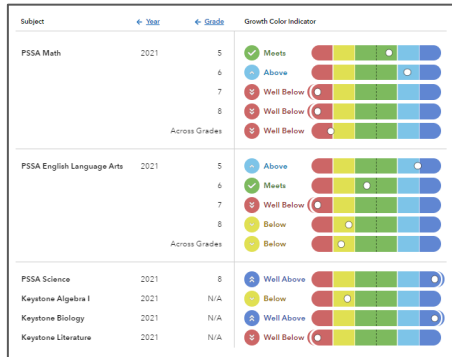 Subject ← Year ← Grade Growth Color Indicator
PSSA Math 2021 5 Meets
6 Above
7 Well Below
8 Well Below
Across Grades Well Below
PSSA English Language Arts 2021 5 Above
6 Meets
7 Well Below
8 Below
Across Grades Below
PSSA Science 2021 8 Well Above
Keystone Algebra I 2021 N/A Below
Keystone Biology 2021 N/A Well Above
Keystone Literature 2021 N/A Well Below